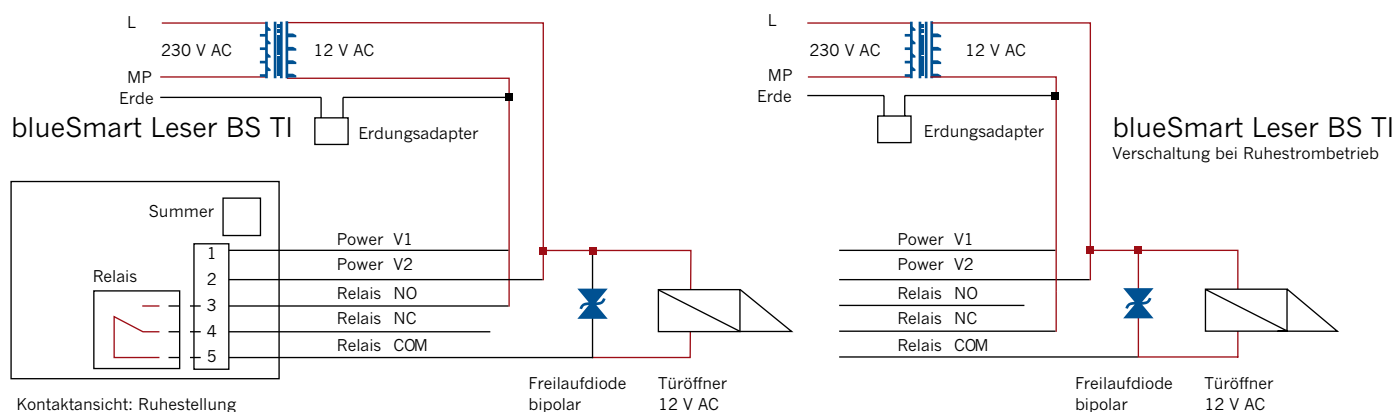 L
230 V AC
12 V AC
MP
Erde
Erdungsadapter
blueSmart Leser BS TI
Summer
Relais
1
2
3
4
5
Power V1
Power V2
Relais NO
Relais NC
Relais COM
Freilaufdiode
bipolar
Türöffner
12 V AC
Kontaktansicht: Ruhestellung
L
230 V AC
12 V AC
MP
Erde
Erdungsadapter
blueSmart Leser BS TI
Verschaltung bei Ruhestrombetrieb
Power V1
Power V2
Relais NO
Relais NC
Relais COM
Freilaufdiode
bipolar
Türöffner
12 V AC